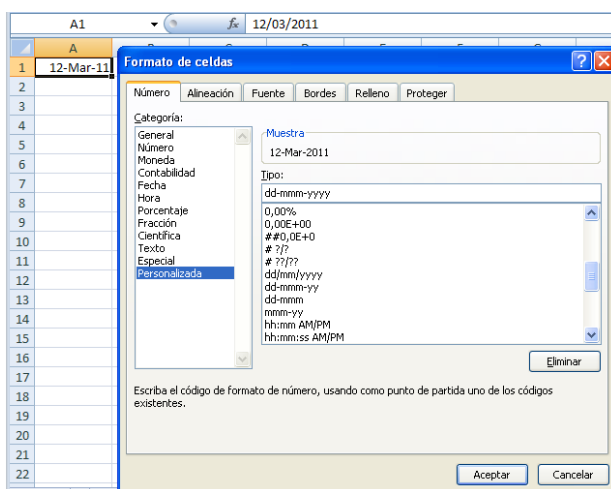 A1 fx 12/03/2011
A
1 12-Mar-11
2
3
4
5
6
7
8
9
10
11
12
13
14
15
16
17
18
19
20
21
22
Formato de celdas
Número Alineación Fuente Bordes Relleno Proteger
Categoría:
General
Número
Moneda
Contabilidad
Fecha
Hora
Porcentaje
Fracción
Científica
Texto
Especial
Personalizada
Muestra
12-Mar-2011
Tipo:
dd-mmm-yyyy
0,00%
0,00E+00
##0,0E+0
# ?/?
# ??/??
dd/mm/yyyy
dd-mmm-yy
dd-mmm
mmm-yy
hh:mm AM/PM
hh:mm:ss AM/PM
Eliminar
Escriba el código de formato de número, usando como punto de partida uno de los códigos
existentes.
Aceptar Cancelar